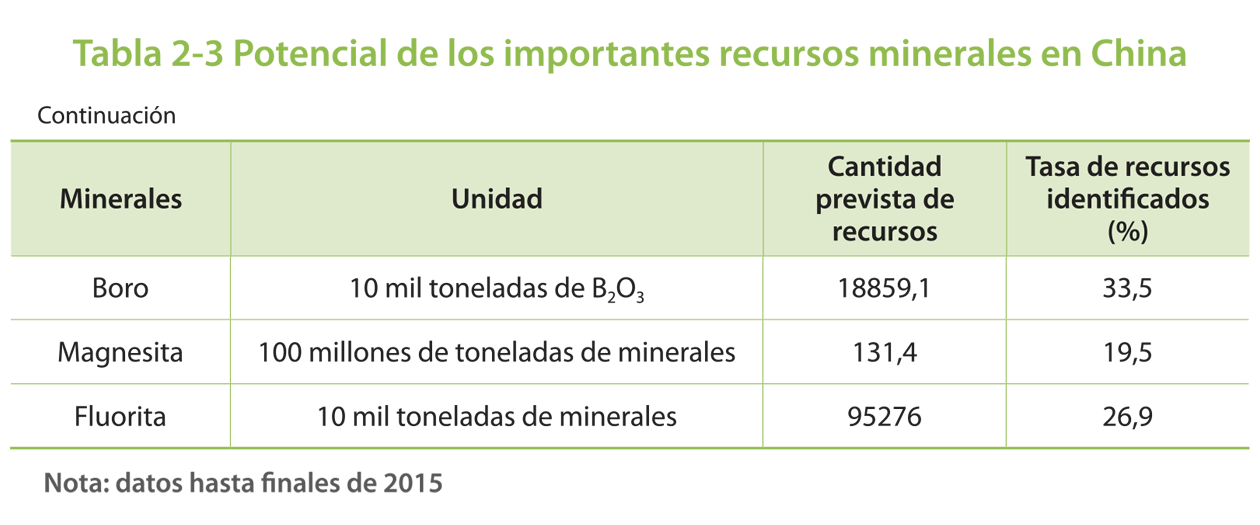 Tabla 2-3 Potencial de los importantes recursos minerales en China
Continuación
Minerales
Unidad
Cantidad
prevista de
recursos
Tasa de recursos
identificados
(%)
Boro
10 mil toneladas de B₂O₃
18859,1
33,5
Magnesita
100 millones de toneladas de minerales
131,4
19,5
Fluorita
10 mil toneladas de minerales
95276
26,9
Nota: datos hasta finales de 2015